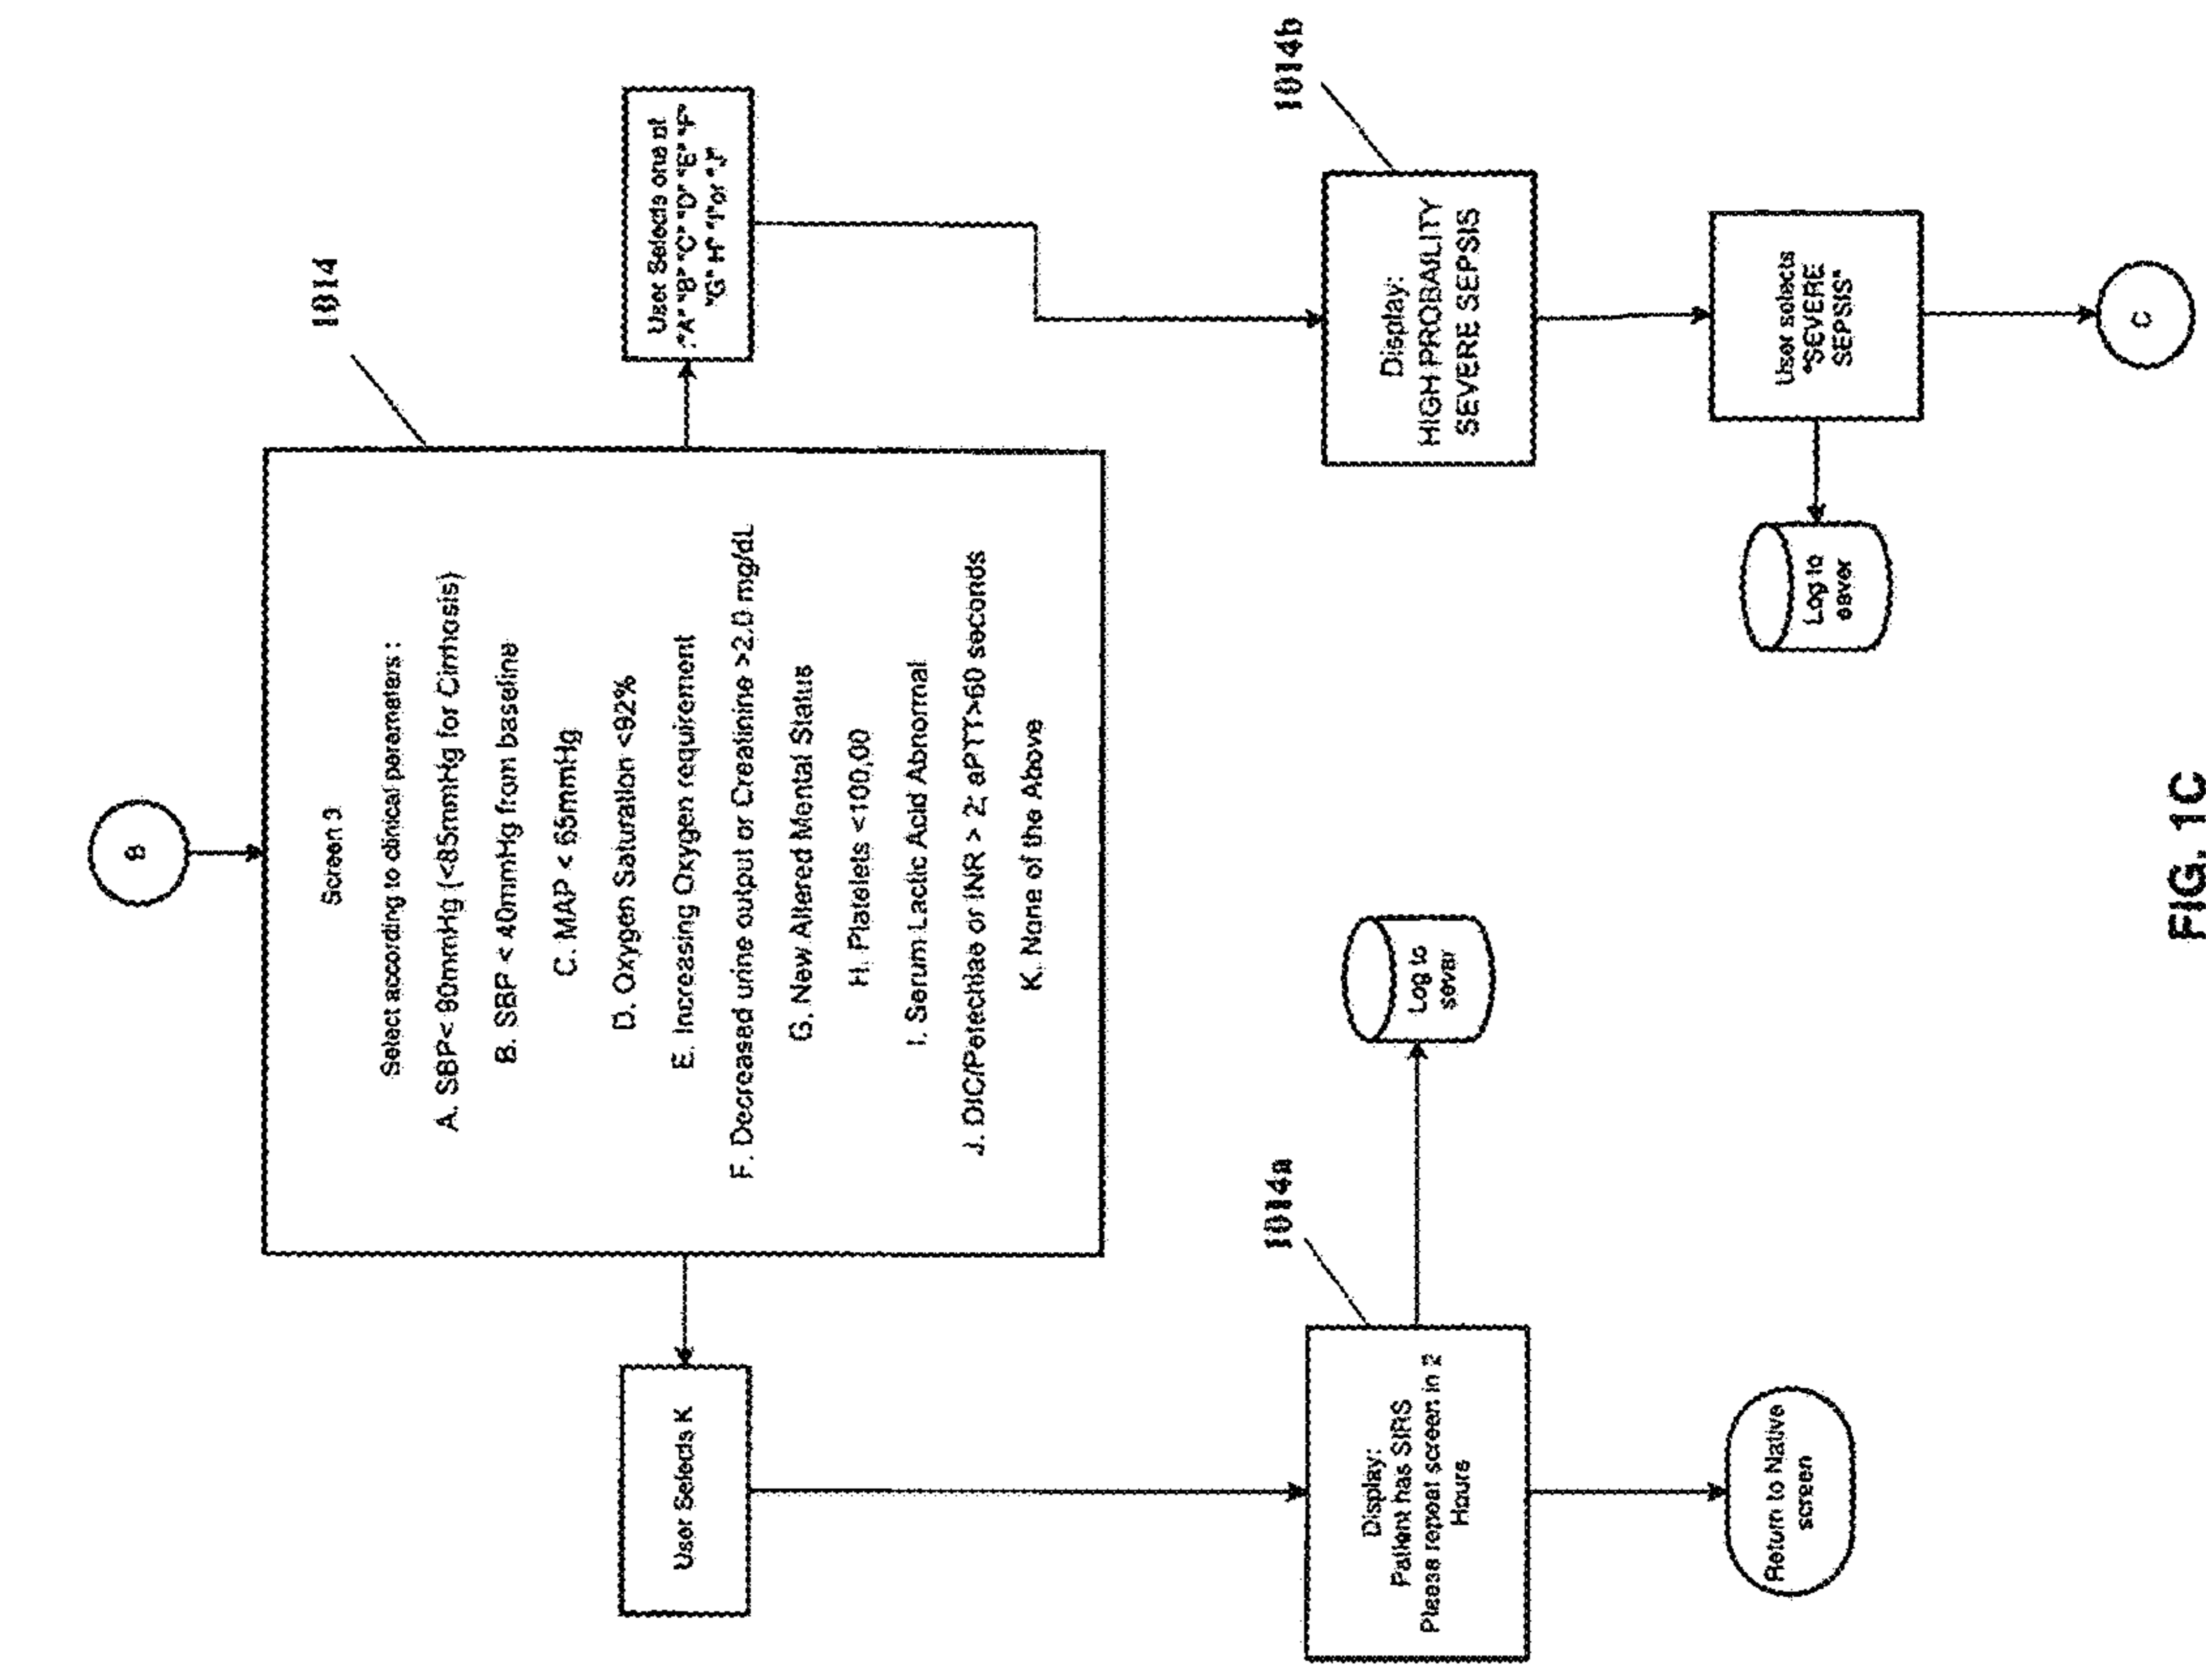 B
1014
Screen 3
Select according to clinical parameters :
A. SBP< 90mmHg (<85mmHg for Cirrhosis)
B. SBP < 40mmHg from baseline
C. MAP < 65mmHg
D. Oxygen Saturation <92%
E. Increasing Oxygen requirement
F. Decreased urine output or Creatinine >2.0 mg/dL
G. New Altered Mental Status
H. Platelets <100,00
I. Serum Lactic Acid Abnormal
J. DIC/Petechiae or INR > 2; aPTT>60 seconds
K. None of the Above
User Selects K
User Selects one of
"A" "B" "C" "D" "E" "F"
"G" H" "I"or "J"
1014a
Display:
Patient has SIRS
Please repeat screen in 2
Hours
Log to
sever
Return to Native
screen
1014b
Display:
HIGH PROBAILITY
SEVERE SEPSIS
User selects
"SEVERE
SEPSIS"
Log to
sever
C
FIG. 1C